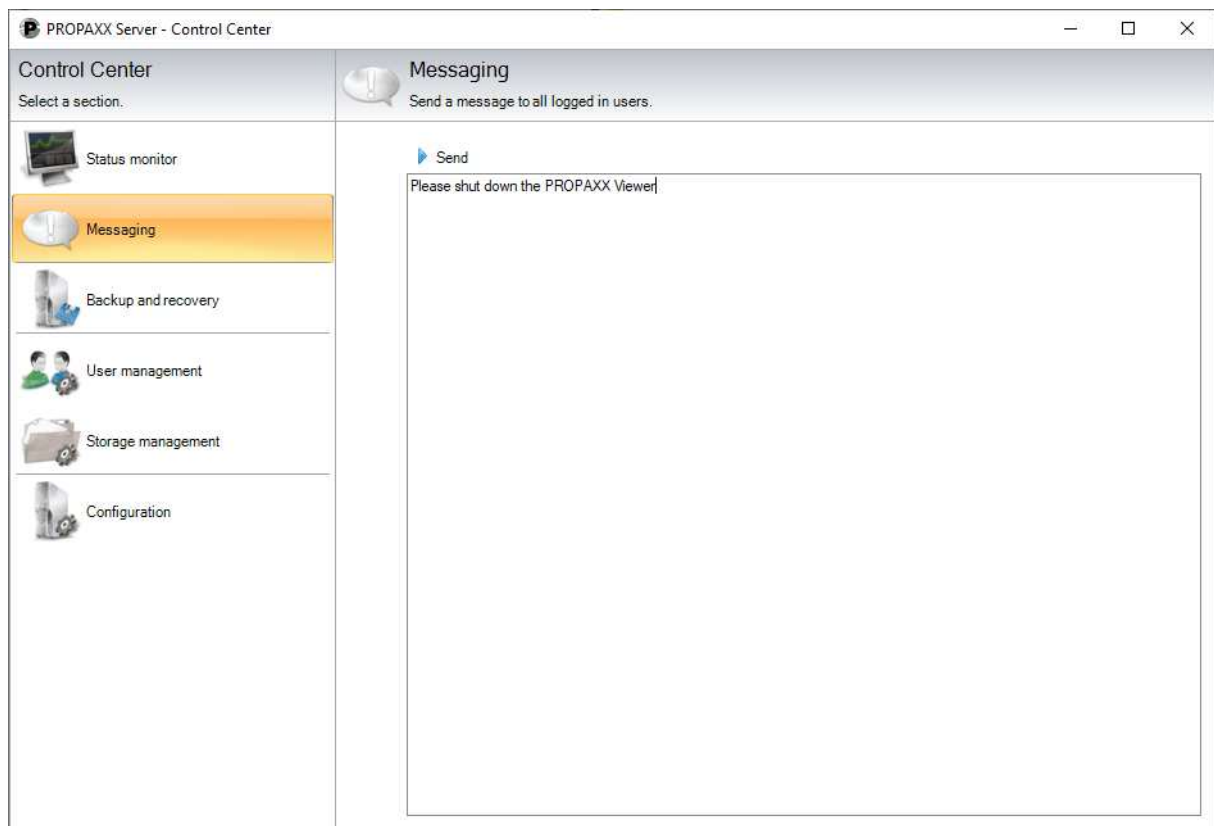 PROPAXX Server - Control Center
Control Center
Select a section.
Status monitor
Messaging
Backup and recovery
User management
Storage management
Configuration
Messaging
Send a message to all logged in users.
Send
Please shut down the PROPAXX Viewer